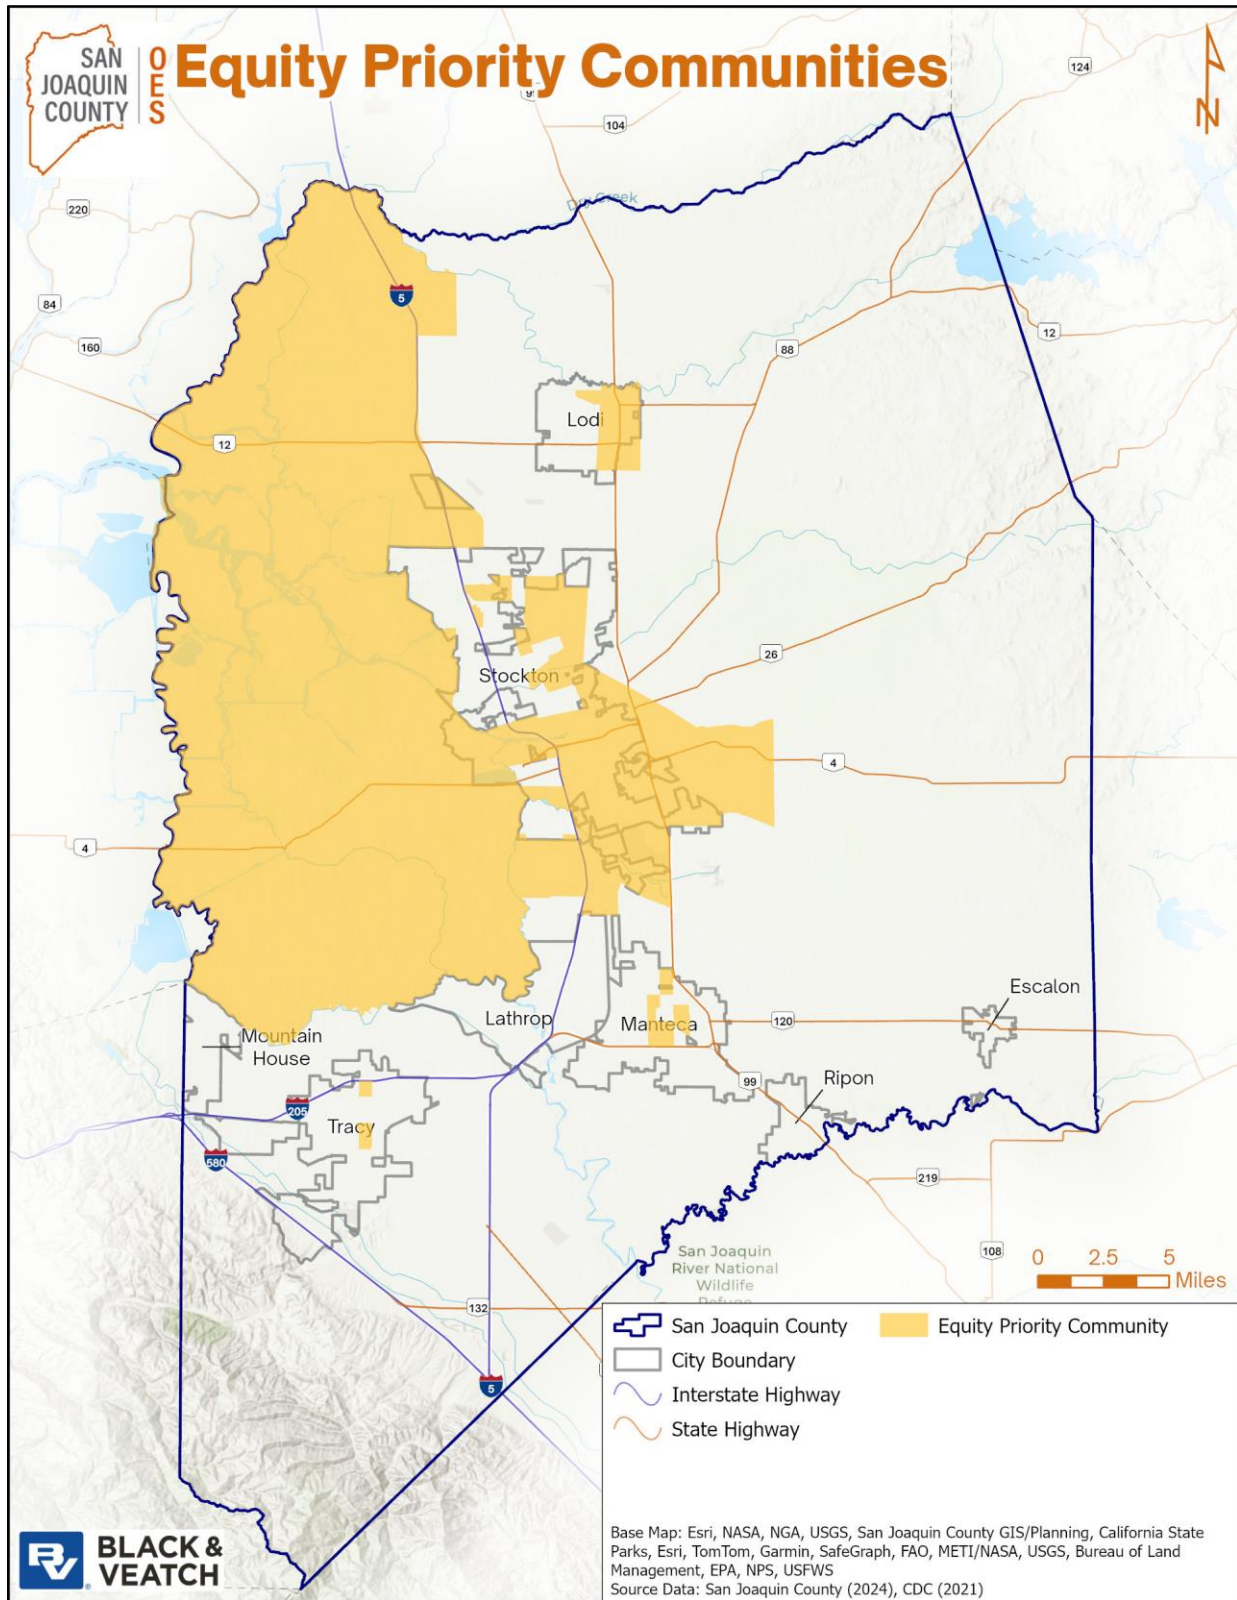 SAN
JOAQUIN
COUNTY
OES
Equity Priority Communities
N
124
104
Dry Creek
220
84
160
5
12
88
12
Lodi
26
Stockton
4
4
Escalon
Lathrop
Manteca
120
Mountain
House
99
Ripon
205
Tracy
580
219
108
San Joaquin
River National
Wildlife
Refuge
132
5
0 2.5 5
Miles
San Joaquin County
Equity Priority Community
City Boundary
Interstate Highway
State Highway
BV
BLACK &
VEATCH
Base Map: Esri, NASA, NGA, USGS, San Joaquin County GIS/Planning, California State
Parks, Esri, TomTom, Garmin, SafeGraph, FAO, METI/NASA, USGS, Bureau of Land
Management, EPA, NPS, USFWS
Source Data: San Joaquin County (2024), CDC (2021)